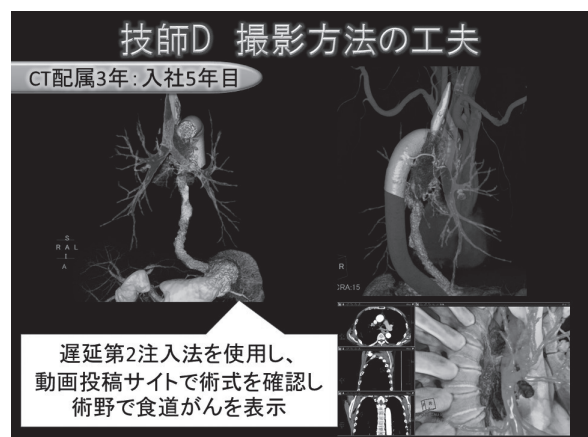 技師D 撮影方法の工夫
CT配属3年：入社5年目
S
R A L
I
A
R
CRA:15
遅延第2注入法を使用し、
動画投稿サイトで術式を確認し
術野で食道がんを表示